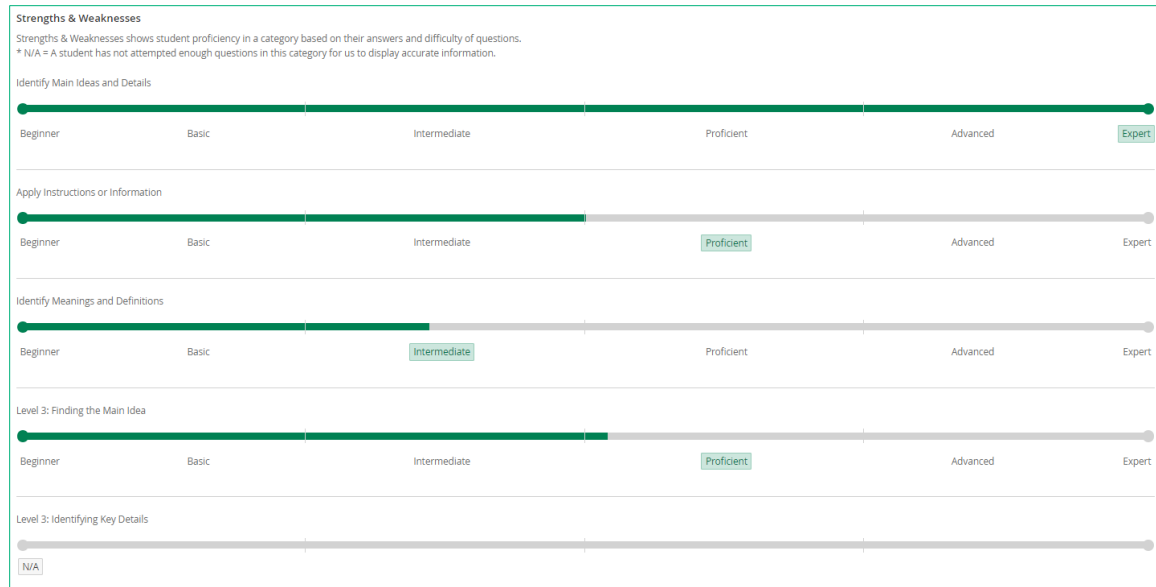 Strengths & Weaknesses
Strengths & Weaknesses shows student proficiency in a category based on their answers and difficulty of questions.
* N/A = A student has not attempted enough questions in this category for us to display accurate information.
Identify Main Ideas and Details
Beginner Basic Intermediate Proficient Advanced Expert
Apply Instructions or Information
Beginner Basic Intermediate Proficient Advanced Expert
Identify Meanings and Definitions
Beginner Basic Intermediate Proficient Advanced Expert
Level 3: Finding the Main Idea
Beginner Basic Intermediate Proficient Advanced Expert
Level 3: Identifying Key Details
N/A